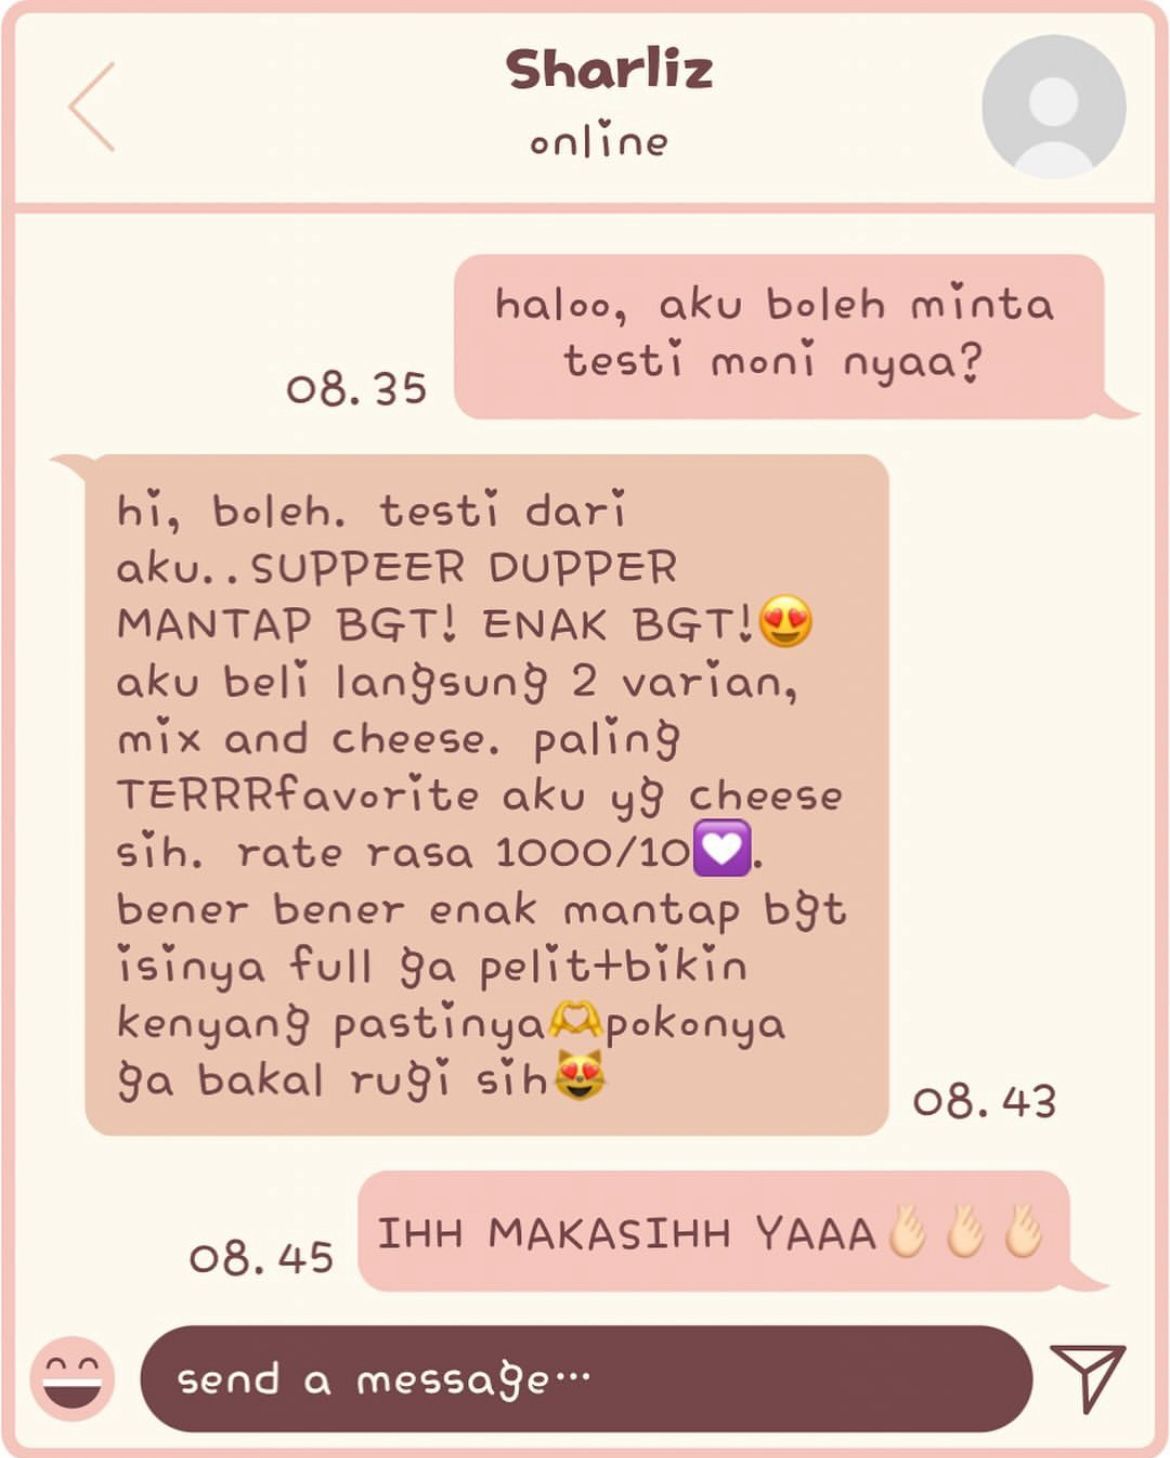 Sharliz
online
haloo, aku boleh minta
testi moni nyaa?
08.35
hi, boleh. testi dari
aku..SUPPEER DUPPER
MANTAP BGT! ENAK BGT!😍
aku beli langsung 2 varian,
mix and cheese. paling
TERRRfavorite aku yg cheese
sih. rate rasa 1000/10💟.
bener bener enak mantap bgt
isinya full ga pelit+bikin
kenyang pastinya🫶pokonya
ga bakal rugi sih😻
08.43
IHH MAKASIHH YAAA🫰🏻🫰🏻🫰🏻
08.45
send a message...